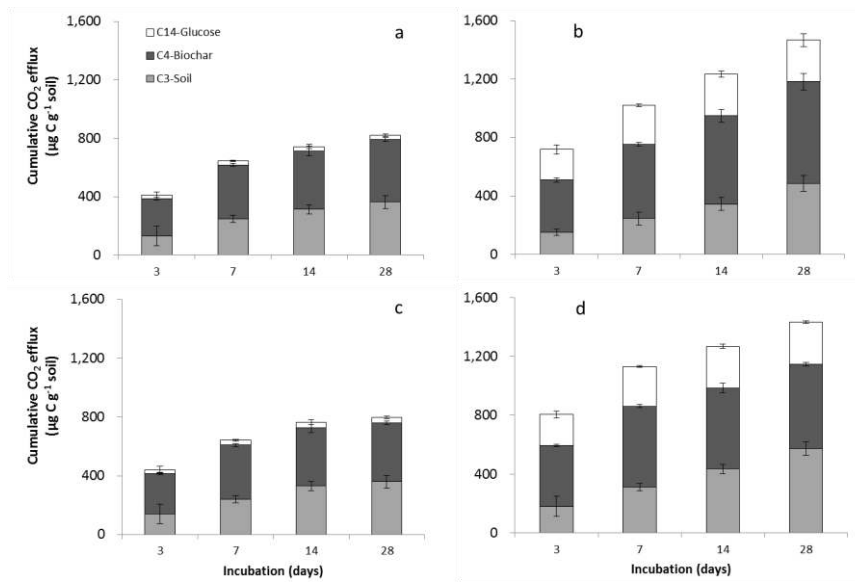 1,600
1,200
800
400
0
Cumulative CO₂ efflux
(µg C g⁻¹ soil)
C14-Glucose
C4-Biochar
C3-Soil
a
3 7 14 28
1,600
1,200
800
400
0
b
3 7 14 28
1,600
1,200
800
400
0
Cumulative CO₂ efflux
(µg C g⁻¹ soil)
c
3 7 14 28
Incubation (days)
1,600
1,200
800
400
0
d
3 7 14 28
Incubation (days)